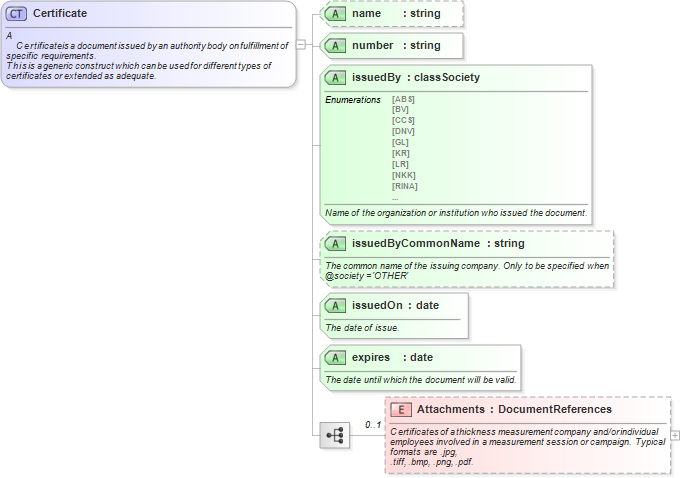 CT Certificate
A
Certificate is a document issued by an authority body on fulfillment of
specific requirements.
This is a generic construct which can be used for different types of
certificates or extended as adequate.
A name : string
A number : string
A issuedBy : classSociety
Enumerations [ABS]
[BV]
[CCS]
[DNV]
[GL]
[KR]
[LR]
[NKK]
[RINA]
...
Name of the organization or institution who issued the document.
A issuedByCommonName : string
The common name of the issuing company. Only to be specified when
@society ='OTHER'
A issuedOn : date
The date of issue.
A expires : date
The date until which the document will be valid.
0..1
E Attachments : DocumentReferences
Certificates of a thickness measurement company and/or individual
employees involved in a measurement session or campaign. Typical
formats are .jpg,
.tiff, .bmp, .png, .pdf.